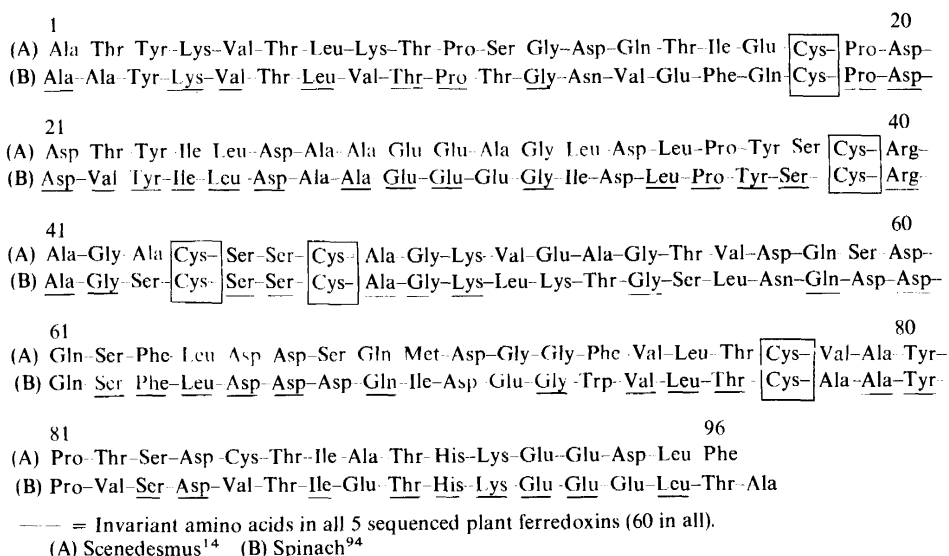 1 20
(A) Ala Thr Tyr-Lys-Val-Thr-Leu-Lys-Thr Pro-Ser Gly-Asp-Gln-Thr-Ile-Glu Cys- Pro-Asp-
(B) Ala-Ala-Tyr-Lys-Val Thr Leu-Val-Thr-Pro Thr-Gly-Asn-Val-Glu-Phe-Gln Cys- Pro-Asp-
21 40
(A) Asp Thr Tyr Ile Leu-Asp-Ala-Ala Glu Glu Ala Gly Leu Asp-Leu-Pro-Tyr Ser Cys- Arg-
(B) Asp-Val Tyr-Ile-Leu Asp-Ala-Ala Glu-Glu-Glu Gly-Ile-Asp-Leu Pro Tyr-Ser- Cys- Arg
41 60
(A) Ala-Gly Ala Cys- Ser-Ser- Cys- Ala-Gly-Lys-Val-Glu-Ala-Gly-Thr Val-Asp-Gln Ser Asp-
(B) Ala-Gly Ser- Cys- Ser-Ser- Cys- Ala-Gly-Lys-Leu-Lys-Thr-Gly-Ser-Leu-Asn-Gln-Asp-Asp-
61 80
(A) Gln-Ser-Phe-Leu Asp Asp-Ser Gln Met-Asp-Gly-Gly-Phe Val-Leu-Thr Cys- Val-Ala-Tyr-
(B) Gln Ser Phe-Leu-Asp-Asp-Asp-Gln-Ile-Asp Glu Gly-Trp-Val-Leu-Thr Cys- Ala-Ala-Tyr
81 96
(A) Pro-Thr-Ser-Asp-Cys-Thr-Ile Ala Thr-His-Lys-Glu-Glu-Asp Leu Phe
(B) Pro-Val-Ser Asp-Val-Thr Ile-Glu Thr-His Lys Glu Glu Glu Leu-Thr Ala
—— = Invariant amino acids in all 5 sequenced plant ferredoxins (60 in all).
(A) Scenedesmus14 (B) Spinach94